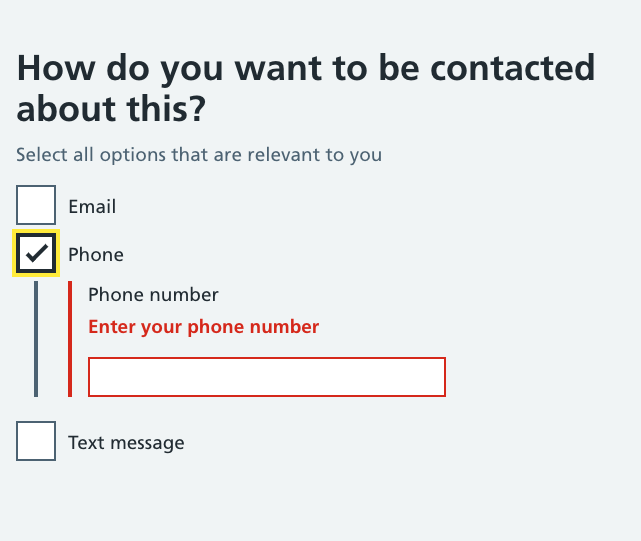 How do you want to be contacted
about this?
Select all options that are relevant to you
Email
Phone
Phone number
Enter your phone number
Text message